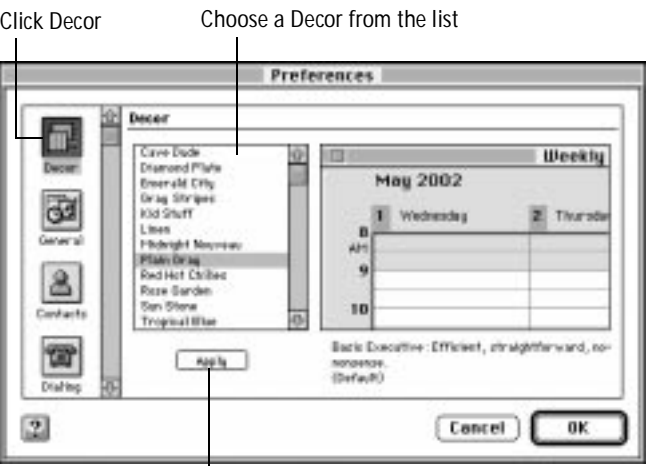 Click Decor
Choose a Decor from the list
Preferences
Decor
Decor
General
Contacts
Dialing
Cave Dude
Diamond Plate
Emerald City
Gray Stripes
Kid Stuff
Linen
Midnight Nouveau
Plain Gray
Red Hot Chilies
Rose Garden
Sun Stone
Tropical Blue
Apply
Weekly
May 2002
1 Wednesday
2 Thursday
8
AM
9
10
Basic Executive: Efficient, straightforward, no-
nonsense.
(Default)
?
Cancel
OK